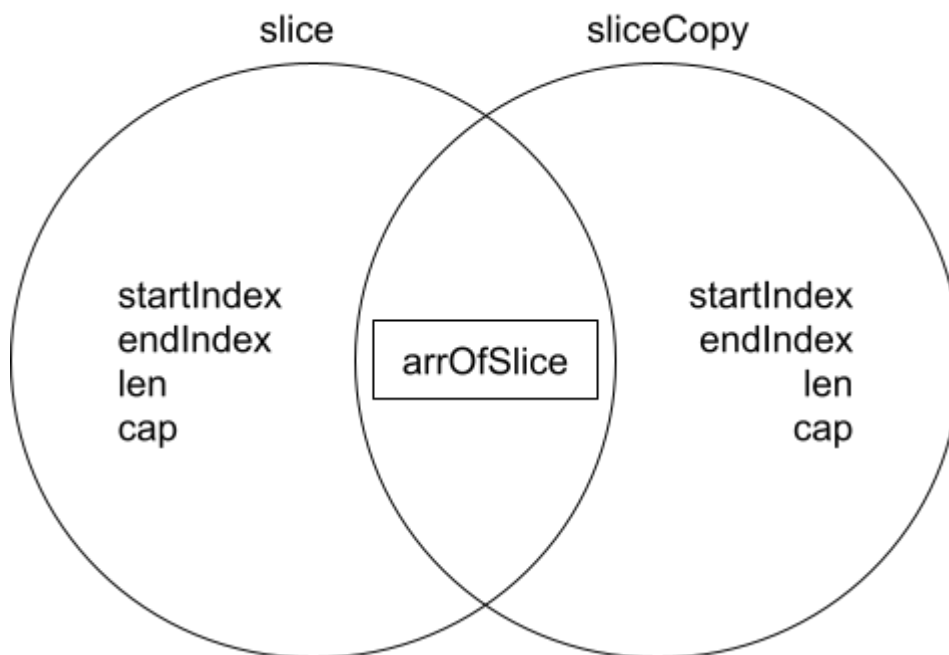 slice
sliceCopy
startIndex
endIndex
len
cap
arrOfSlice
startIndex
endIndex
len
cap